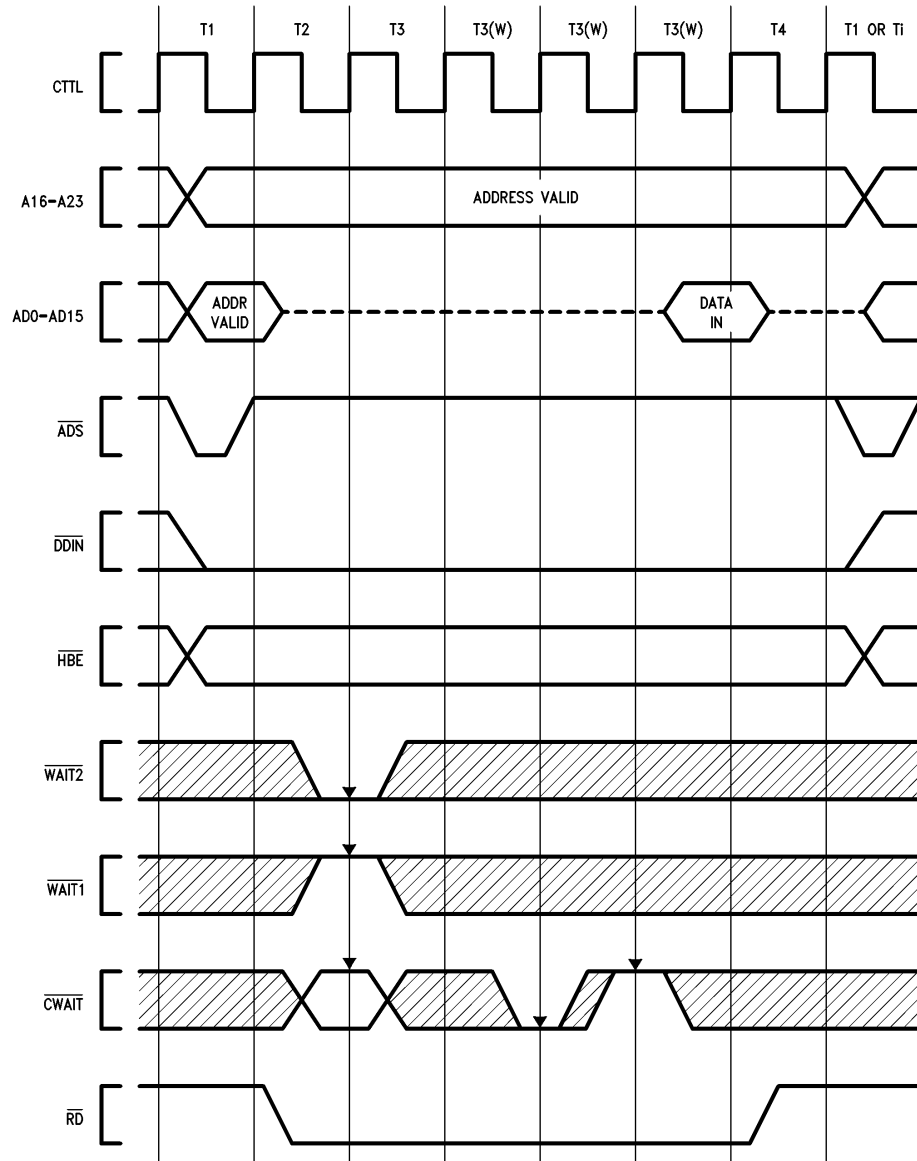 T1 T2 T3 T3(W) T3(W) T3(W) T4 T1 OR Ti
CTTL
A16-A23 ADDRESS VALID
AD0-AD15 ADDR VALID DATA IN
ADS
DDIN
HBE
WAIT2
WAIT1
CWAIT
RD